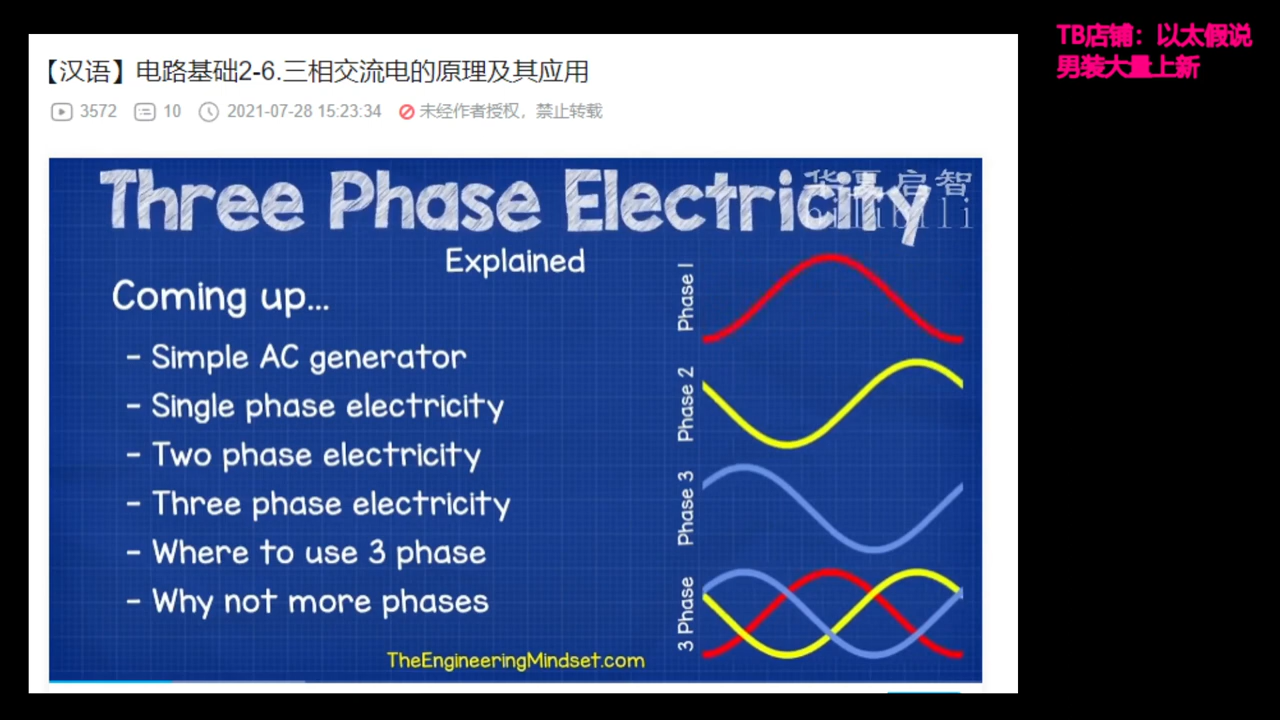 TB店铺：以太假说
男装大量上新
【汉语】电路基础2-6.三相交流电的原理及其应用
3572 10 2021-07-28 15:23:34 未经作者授权，禁止转载
Three Phase Electricity
启智
bilibili
Explained
Coming up...
- Simple AC generator
- Single phase electricity
- Two phase electricity
- Three phase electricity
- Where to use 3 phase
- Why not more phases
Phase 1
Phase 2
Phase 3
3 Phase
TheEngineeringMindset.com